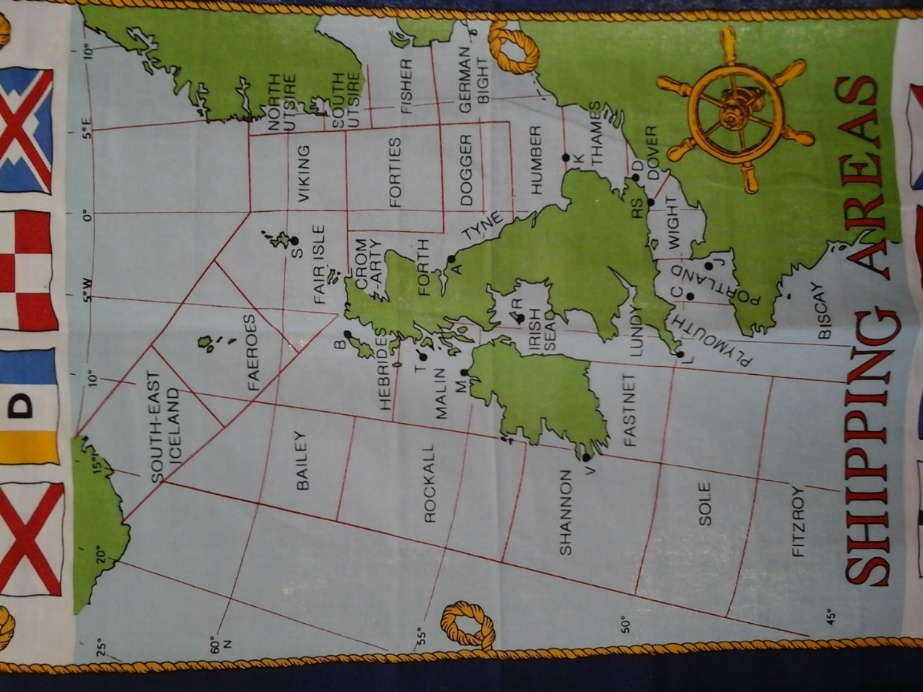 D
25°
20°
15°
10°
5°W
0°
5°E
10°
SOUTH-EAST
ICELAND
60°
N
FAEROES
NORTH
UTSIRE
BAILEY
S
VIKING
FAIR ISLE
SOUTH
UTSIRE
B
HEBRIDES
CROM
ARTY
FORTIES
FISHER
55°
ROCKALL
T
MALIN
FORTH
M
A
TYNE
DOGGER
GERMAN
BIGHT
R
IRISH
SEA
HUMBER
SHANNON
V
K
THAMES
50°
FASTNET
LUNDY
RS
D
DOVER
SOLE
L
PLYMOUTH
C
PORTLAND
J
WIGHT
FITZROY
BISCAY
45°
SHIPPING AREAS